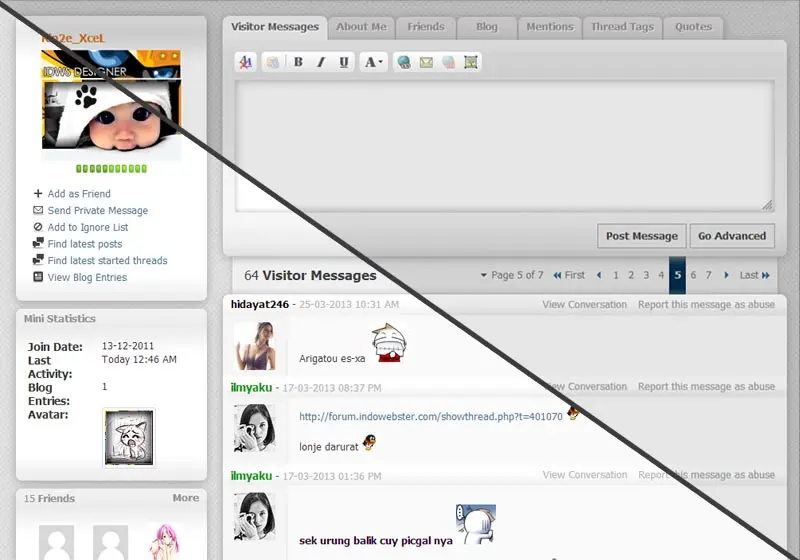 IDWS DESIGNER
Add as Friend
Send Private Message
Add to Ignore List
Find latest posts
Find latest started threads
View Blog Entries
Mini Statistics
Join Date: 13-12-2011
Last Activity: Today 12:46 AM
Blog Entries: 1
Avatar:
15 Friends More
Visitor Messages About Me Friends Blog Mentions Thread Tags Quotes
B I U A
Post Message Go Advanced
64 Visitor Messages Page 5 of 7 First 1 2 3 4 5 6 7 Last
hidayat246 - 25-03-2013 10:31 AM View Conversation Report this message as abuse
Arigatou es-xa
ilmyaku - 17-03-2013 08:37 PM View Conversation Report this message as abuse
http://forum.indowebster.com/showthread.php?t=401070
lonje darurat
ilmyaku - 17-03-2013 01:36 PM View Conversation Report this message as abuse
sek urung balik cuy picgal nya